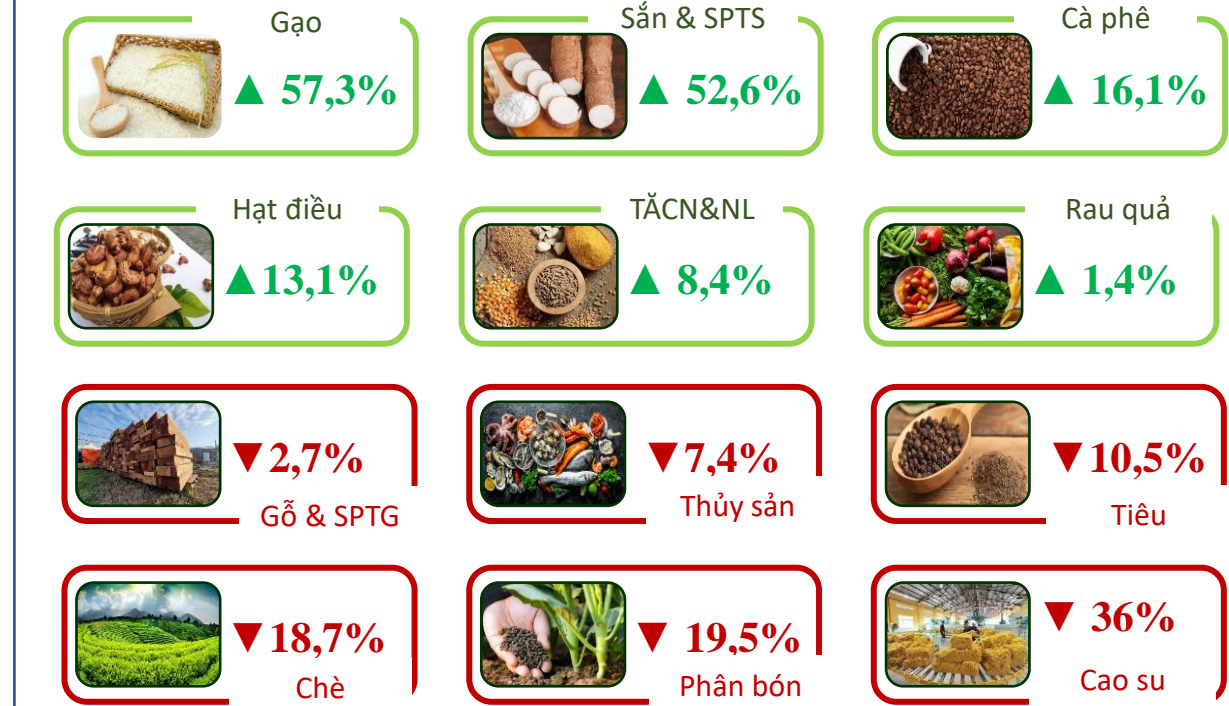 Gạo
▲ 57,3%
Sắn & SPTS
▲ 52,6%
Cà phê
▲ 16,1%
Hạt điều
▲13,1%
TĂCN&NL
▲ 8,4%
Rau quả
▲ 1,4%
▼2,7%
Gỗ & SPTG
▼7,4%
Thủy sản
▼10,5%
Tiêu
▼18,7%
Chè
▼ 19,5%
Phân bón
▼ 36%
Cao su